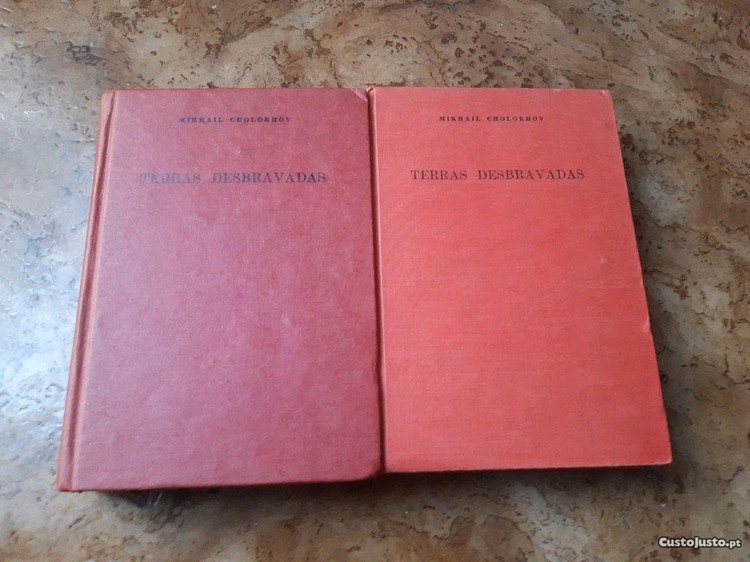 MIKHAIL CHOLOKHOV
TERRAS DESBRAVADAS
MIKHAIL CHOLOKHOV
TERRAS DESBRAVADAS
CustoJusto.pt